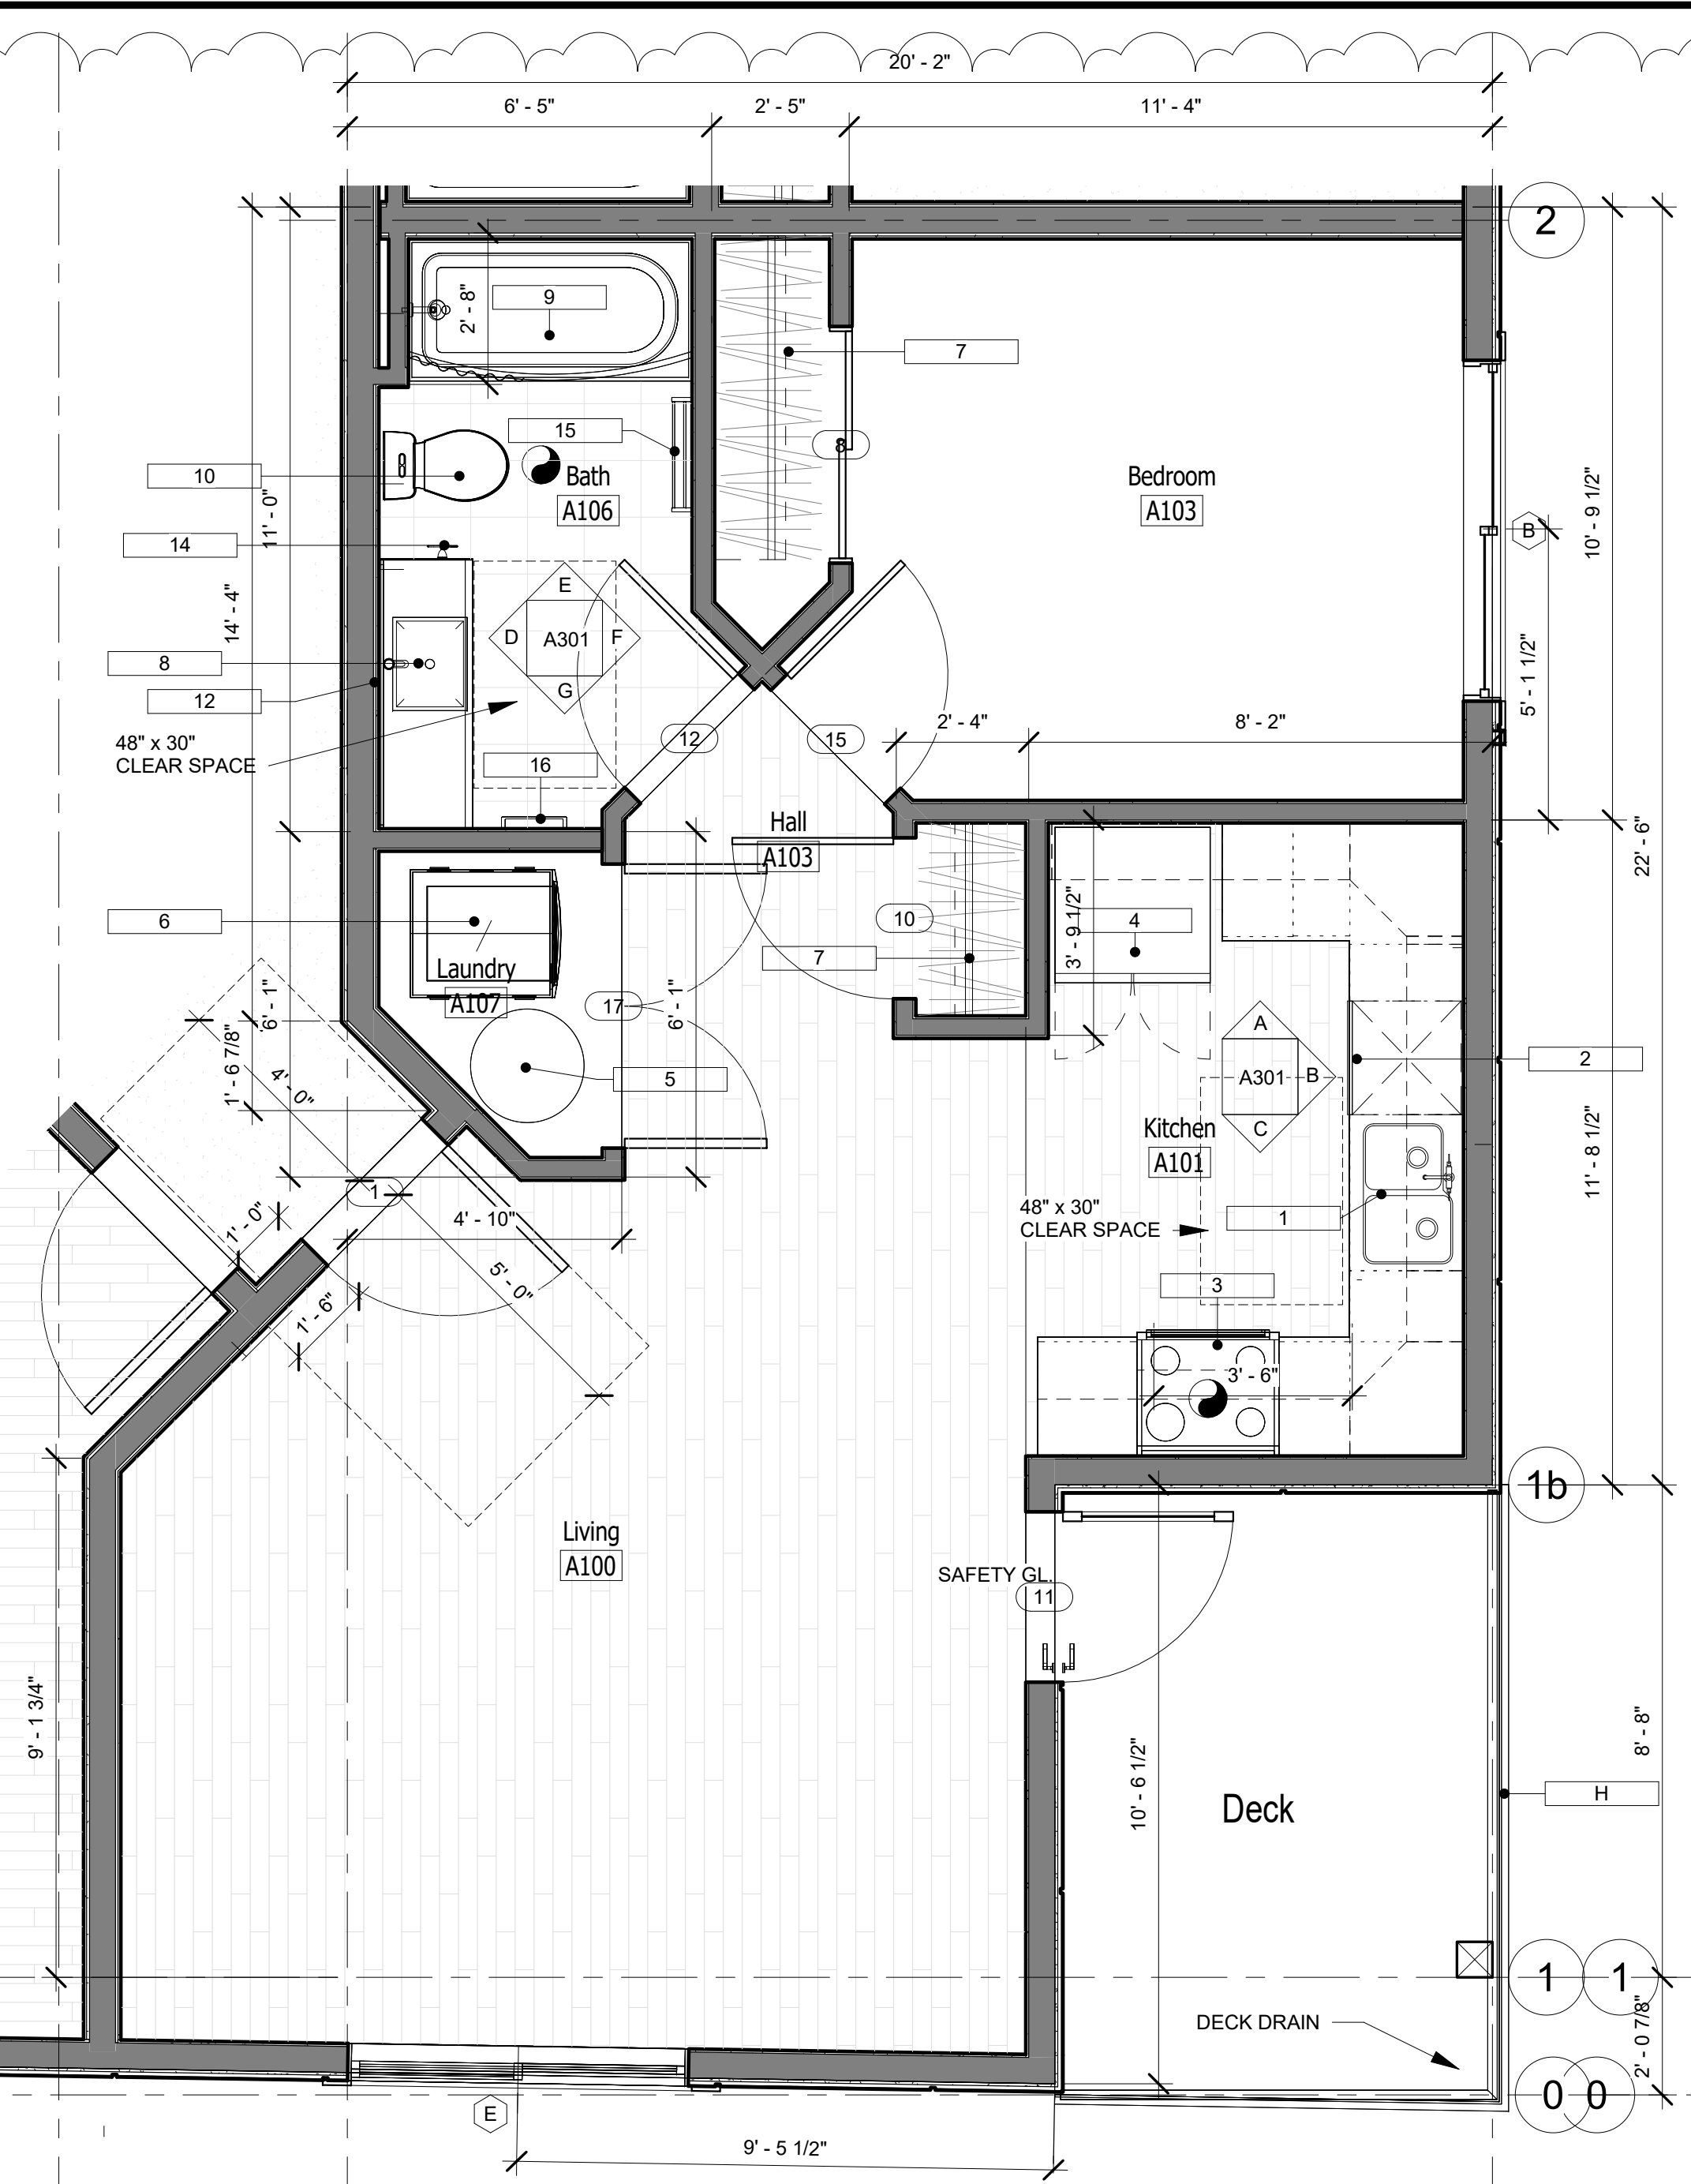 20' - 2"
6' - 5"
2' - 5"
11' - 4"
2
2' - 8"
9
7
15
8
10
Bath
A106
Bedroom
A103
11' - 0"
14
B
10' - 9 1/2"
14' - 4"
E
D
A301
F
G
8
12
5' - 1 1/2"
48" x 30"
CLEAR SPACE
12
15
2' - 4"
8' - 2"
16
Hall
A103
22' - 6"
6
10
4
3' - 9 1/2"
7
Laundry
A107
17
6' - 1"
6' - 1"
1' - 6 7/8"
4' - 0"
5
A
A301
B
C
2
Kitchen
A101
11' - 8 1/2"
1
1' - 0"
4' - 10"
48" x 30"
CLEAR SPACE
1
5' - 0"
1' - 6"
3
3' - 6"
1b
Living
A100
SAFETY GL.
11
9' - 1 3/4"
10' - 6 1/2"
8' - 8"
H
Deck
1
1
DECK DRAIN
2' - 0 7/8"
0
0
E
9' - 5 1/2"